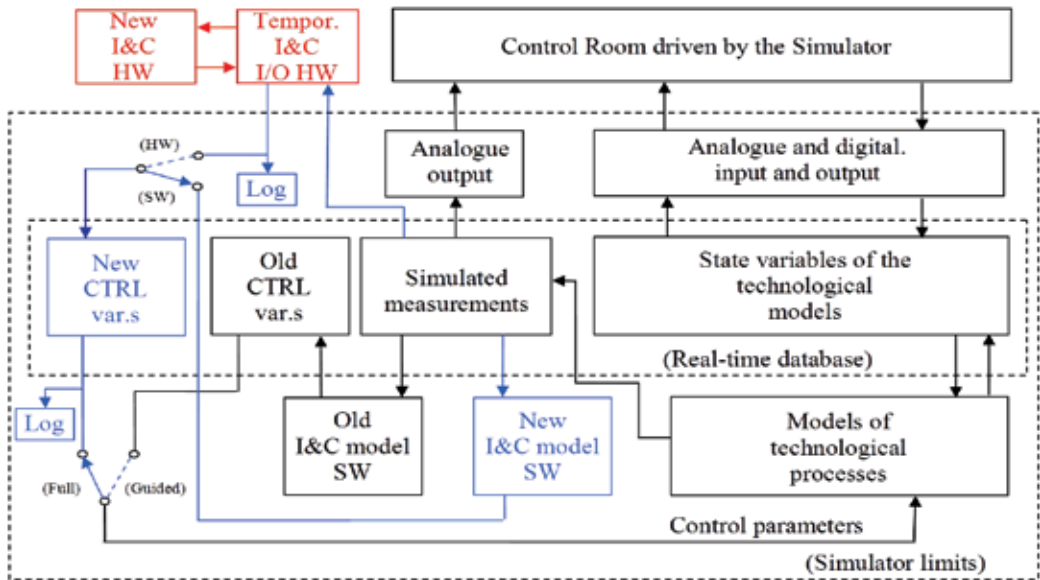 New
I&C
HW
Tempor.
I&C
I/O HW
Control Room driven by the Simulator
(HW)
(SW)
Log
Analogue
output
Analogue and digital.
input and output
New
CTRL
var.s
Old
CTRL
var.s
Simulated
measurements
State variables of the
technological
models
(Real-time database)
Log
Old
I&C model
SW
New
I&C model
SW
Models of
technological
processes
(Full)
(Guided)
Control parameters
(Simulator limits)